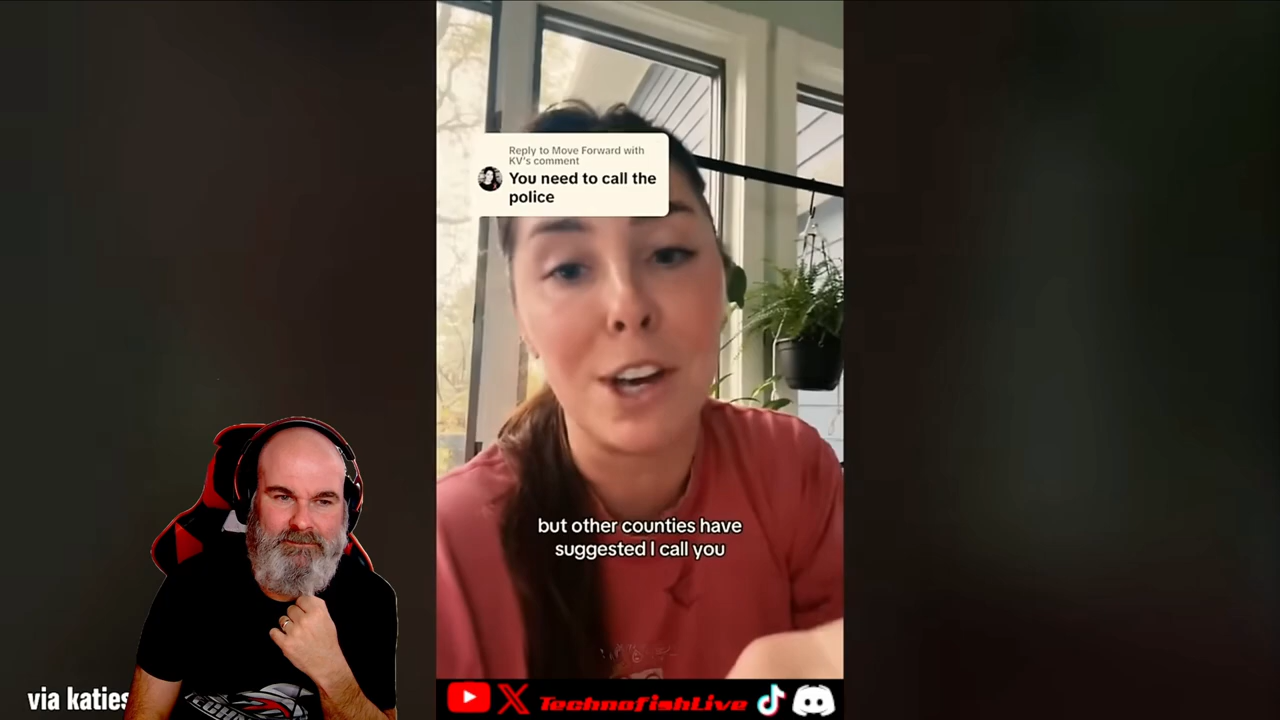 Reply to Move Forward with
KV's comment
You need to call the
police
but other counties have
suggested I call you
via katies
TechnofishLive